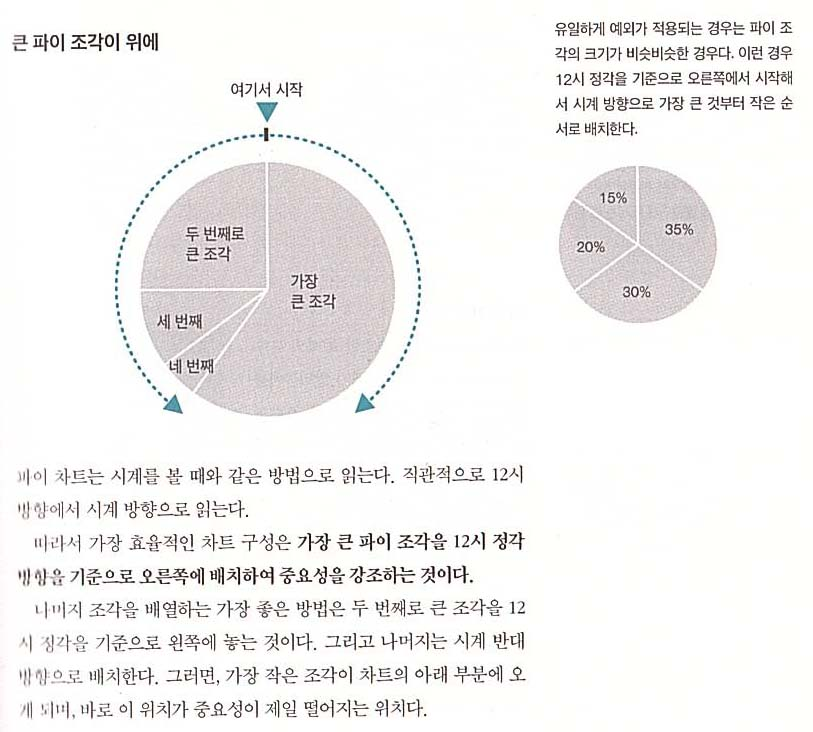 큰 파이 조각이 위에
여기서 시작
두 번째로
큰 조각
가장
큰 조각
세 번째
네 번째
유일하게 예외가 적용되는 경우는 파이 조
각의 크기가 비슷비슷한 경우다. 이런 경우
12시 정각을 기준으로 오른쪽에서 시작해
서 시계 방향으로 가장 큰 것부터 작은 순
서로 배치한다.
15%
35%
20%
30%
파이 차트는 시계를 볼 때와 같은 방법으로 읽는다. 직관적으로 12시
방향에서 시계 방향으로 읽는다.
따라서 가장 효율적인 차트 구성은 가장 큰 파이 조각을 12시 정각
방향을 기준으로 오른쪽에 배치하여 중요성을 강조하는 것이다.
나머지 조각을 배열하는 가장 좋은 방법은 두 번째로 큰 조각을 12
시 정각을 기준으로 왼쪽에 놓는 것이다. 그리고 나머지는 시계 반대
방향으로 배치한다. 그러면, 가장 작은 조각이 차트의 아래 부분에 오
게 되며, 바로 이 위치가 중요성이 제일 떨어지는 위치다.